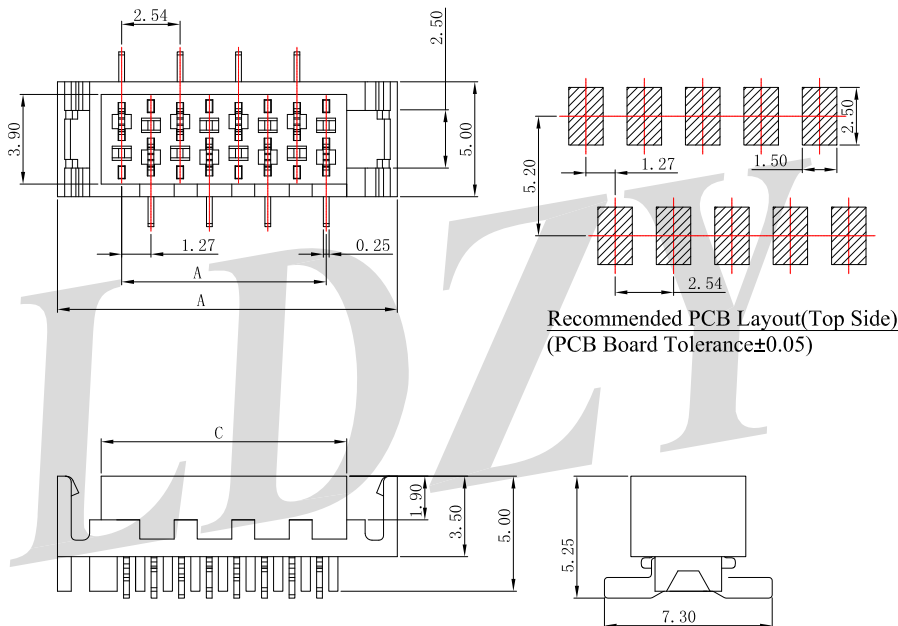 2.54
2.50
3.90
5.00
1.27
0.25
A
A
2.50
1.27
1.50
5.20
2.54
Recommended PCB Layout(Top Side)
(PCB Board Tolerance±0.05)
LDZY
C
1.90
3.50
5.00
5.25
7.30